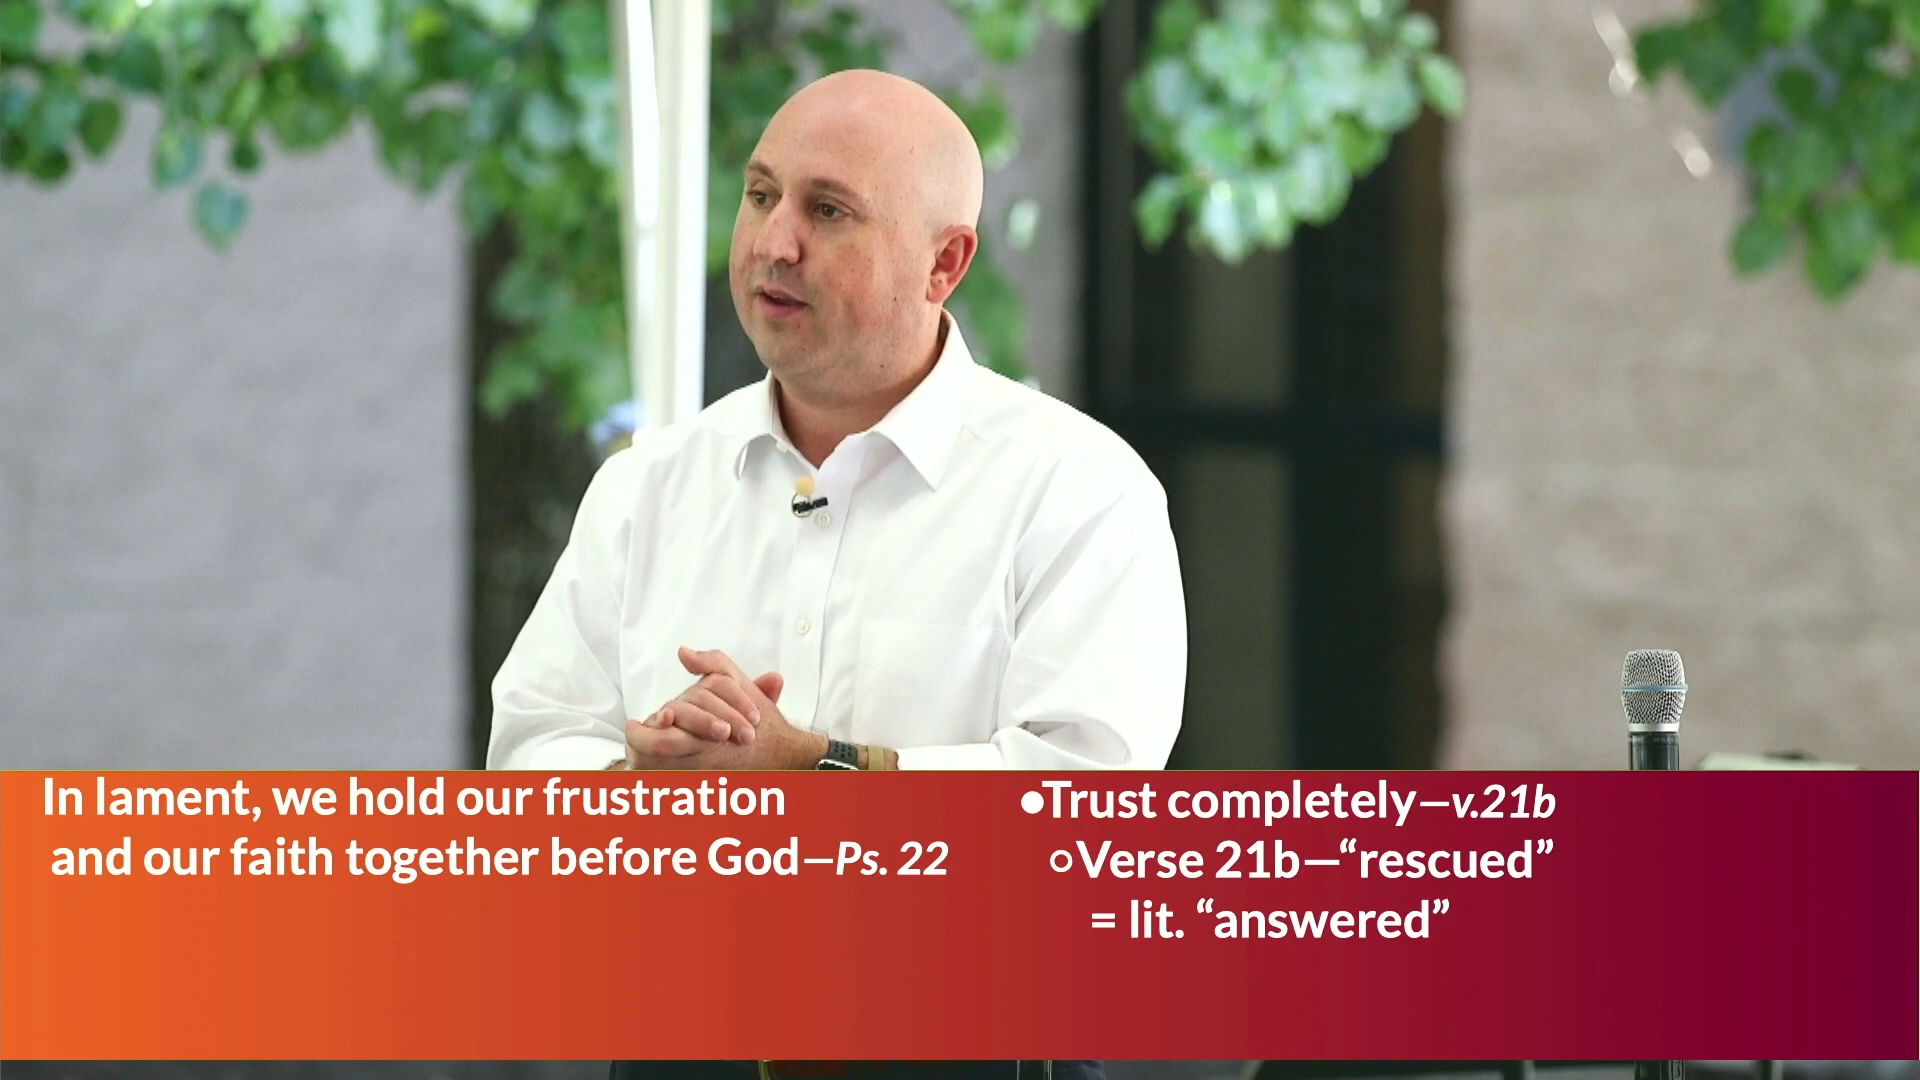 In lament, we hold our frustration
and our faith together before God—Ps. 22
•Trust completely—v.21b
○Verse 21b—“rescued”
= lit. “answered”